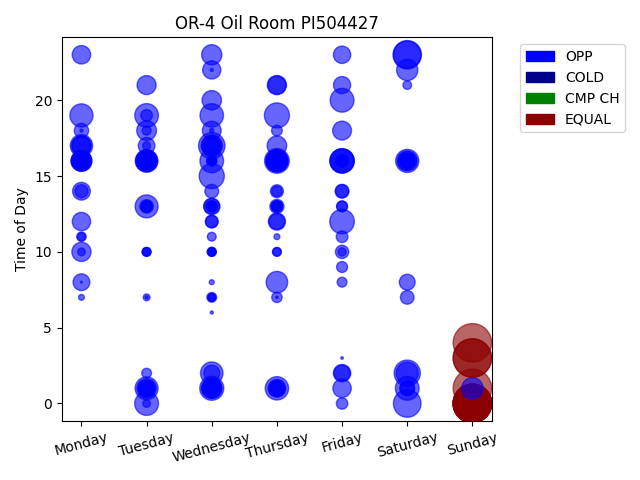 OR-4 Oil Room PI504427
OPP
COLD
CMP CH
EQUAL
Time of Day
20
15
10
5
0
Monday
Tuesday
Wednesday
Thursday
Friday
Saturday
Sunday